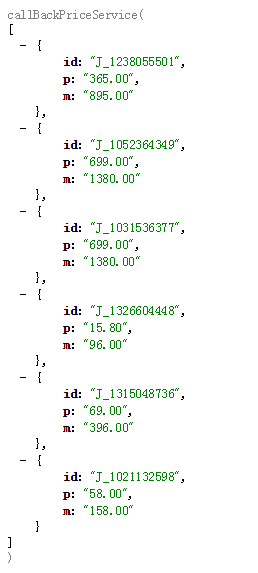 callBackPriceService(
[
- {
id: "J_1238055501",
p: "365.00",
m: "895.00"
},
- {
id: "J_1052364349",
p: "699.00",
m: "1380.00"
},
- {
id: "J_1031536377",
p: "699.00",
m: "1380.00"
},
- {
id: "J_1326604448",
p: "15.80",
m: "96.00"
},
- {
id: "J_1315048736",
p: "69.00",
m: "396.00"
},
- {
id: "J_1021132598",
p: "58.00",
m: "158.00"
}
]
)